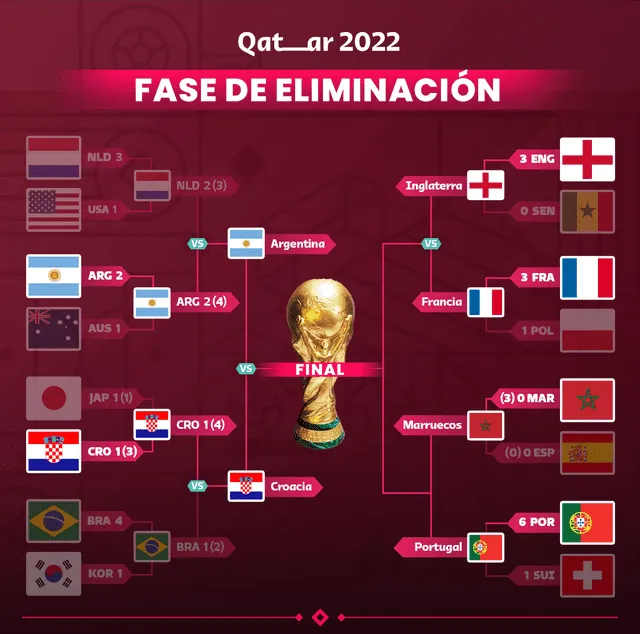 Qat__ar 2022
FASE DE ELIMINACIÓN
NLD 3
NLD 2 (3)
USA 1
VS
Argentina
ARG 2
ARG 2 (4)
AUS 1
VS
JAP 1 (1)
CRO 1 (4)
CRO 1 (3)
VS
Croacia
BRA 4
BRA 1 (2)
KOR 1
FINAL
3 ENG
Inglaterra
0 SEN
VS
3 FRA
Francia
1 POL
(3) 0 MAR
Marruecos
(0) 0 ESP
6 POR
Portugal
1 SUI